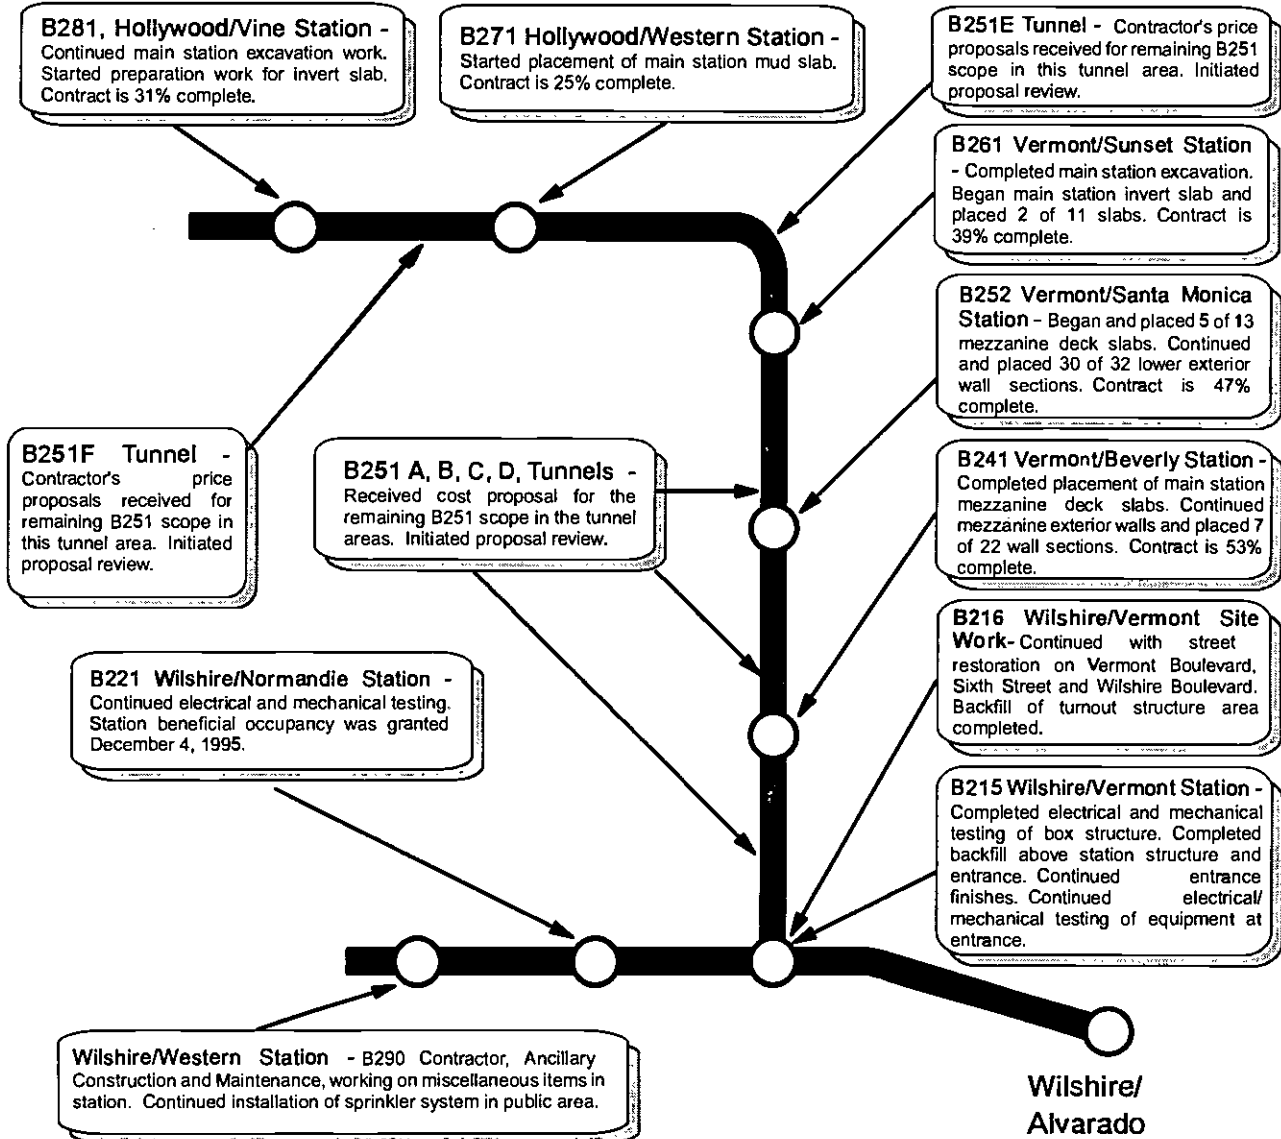 B281, Hollywood/Vine Station -
Continued main station excavation work.
Started preparation work for invert slab.
Contract is 31% complete.
B271 Hollywood/Western Station -
Started placement of main station mud slab.
Contract is 25% complete.
B251E Tunnel - Contractor's price
proposals received for remaining B251
scope in this tunnel area. Initiated
proposal review.
B261 Vermont/Sunset Station
- Completed main station excavation.
Began main station invert slab and
placed 2 of 11 slabs. Contract is
39% complete.
B252 Vermont/Santa Monica
Station - Began and placed 5 of 13
mezzanine deck slabs. Continued
and placed 30 of 32 lower exterior
wall sections. Contract is 47%
complete.
B251F Tunnel -
Contractor's price
proposals received for
remaining B251 scope in
this tunnel area. Initiated
proposal review.
B251 A, B, C, D, Tunnels -
Received cost proposal for the
remaining B251 scope in the tunnel
areas. Initiated proposal review.
B241 Vermont/Beverly Station -
Completed placement of main station
mezzanine deck slabs. Continued
mezzanine exterior walls and placed 7
of 22 wall sections. Contract is 53%
complete.
B216 Wilshire/Vermont Site
Work- Continued with street
restoration on Vermont Boulevard,
Sixth Street and Wilshire Boulevard.
Backfill of turnout structure area
completed.
B221 Wilshire/Normandie Station -
Continued electrical and mechanical testing.
Station beneficial occupancy was granted
December 4, 1995.
B215 Wilshire/Vermont Station -
Completed electrical and mechanical
testing of box structure. Completed
backfill above station structure and
entrance. Continued entrance
finishes. Continued electrical/
mechanical testing of equipment at
entrance.
Wilshire/Western Station - B290 Contractor, Ancillary
Construction and Maintenance, working on miscellaneous items in
station. Continued installation of sprinkler system in public area.
Wilshire/
Alvarado